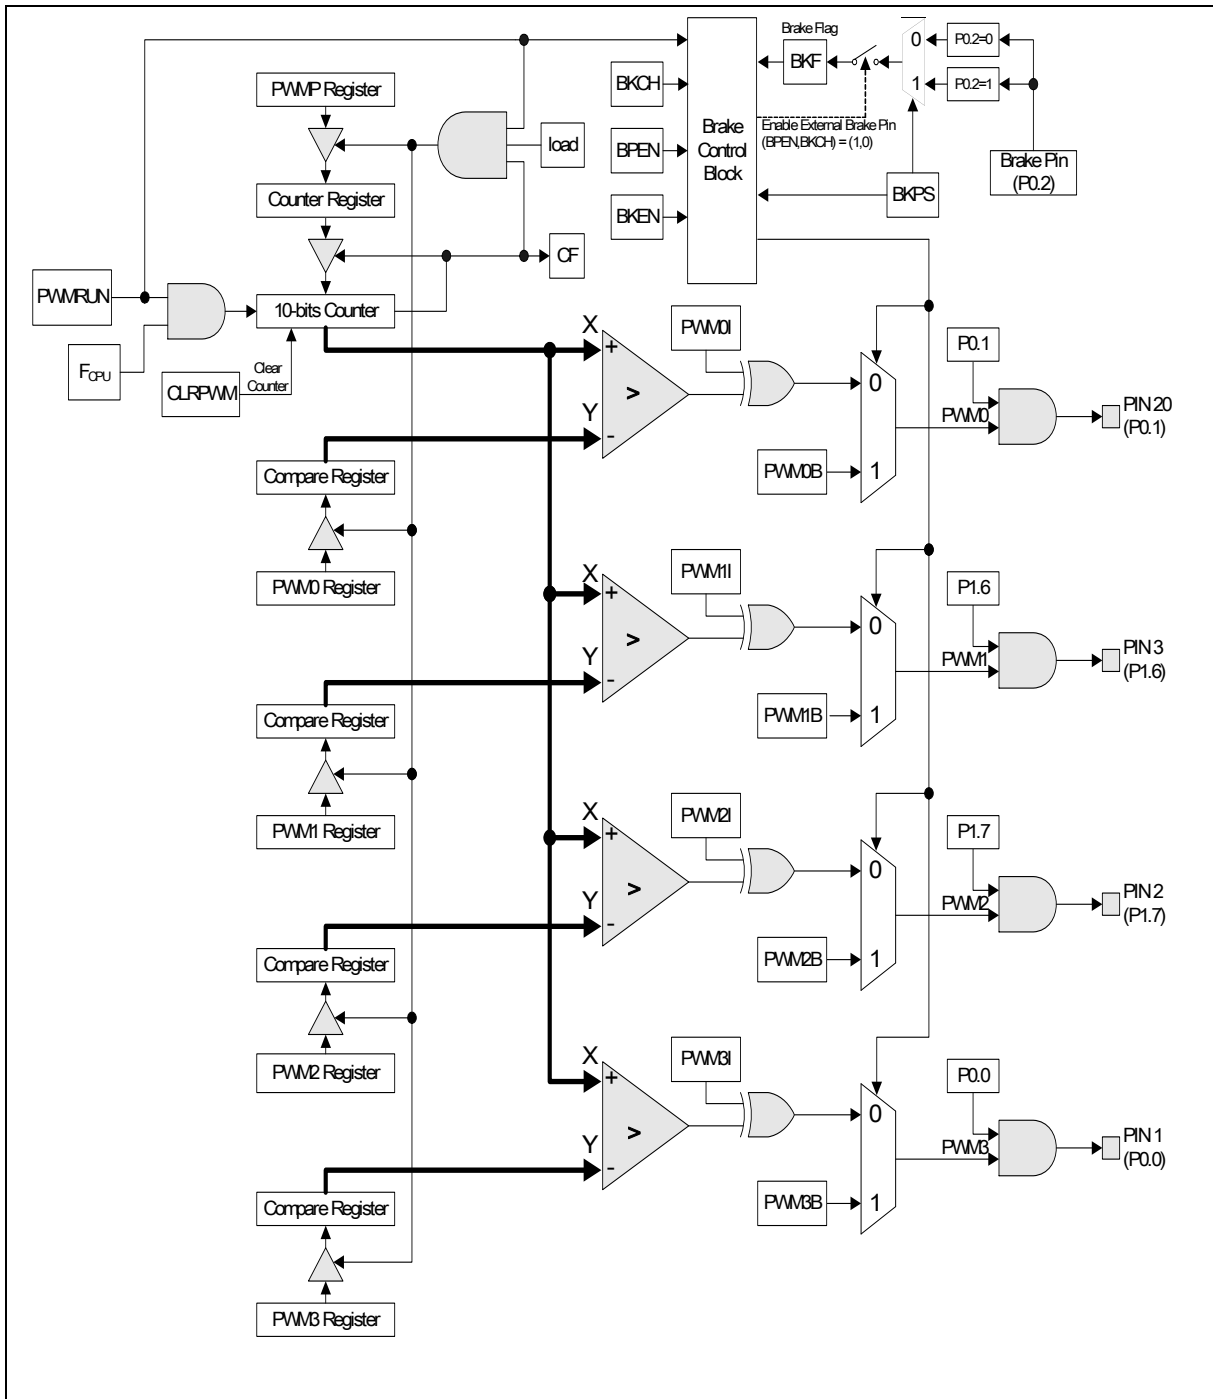 Brake Flag
PWMP Register
BKCH
BKF
0
P0.2=0
1
P0.2=1
load
BPEN
Brake
Control
Block
Enable External Brake Pin
(BPEN,BKCH) = (1,0)
Brake Pin
(P0.2)
Counter Register
BKEN
BKPS
CF
PWMRUN
10-bits Counter
FCPU
Clear
Counter
CLRPWM
X
+
>
Y
-
PWM0I
0
PWM0B
1
P0.1
PWM0
PIN 20
(P0.1)
Compare Register
PWM0 Register
X
+
>
Y
-
PWM1I
0
PWM1B
1
P1.6
PWM1
PIN 3
(P1.6)
Compare Register
PWM1 Register
X
+
>
Y
-
PWM2I
0
PWM2B
1
P1.7
PWM2
PIN 2
(P1.7)
Compare Register
PWM2 Register
X
+
>
Y
-
PWM3I
0
PWM3B
1
P0.0
PWM3
PIN 1
(P0.0)
Compare Register
PWM3 Register